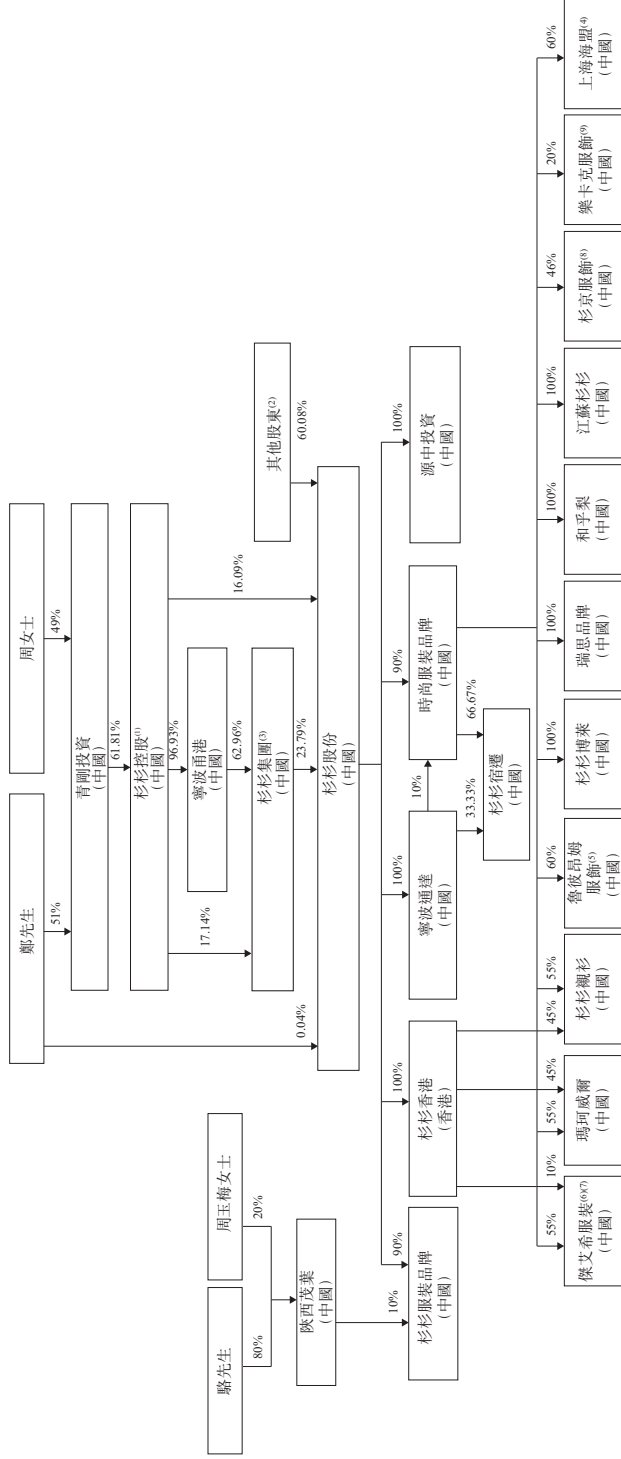 鄭先生
周女士
51%
49%
青剛投資
(中國)
61.81%
杉杉控股(1)
(中國)
96.93%
寧波甬港
(中國)
17.14%
62.96%
16.09%
杉杉集團(3)
(中國)
其他股東(2)
0.04%
23.79%
60.08%
杉杉股份
(中國)
駱先生
周玉梅女士
80%
20%
陝西茂葉
(中國)
10%
90%
100%
100%
90%
100%
杉杉服裝品牌
(中國)
杉杉香港
(香港)
寧波通達
(中國)
10%
時尚服裝品牌
(中國)
源中投資
(中國)
33.33%
66.67%
杉杉宿遷
(中國)
55%
10%
55%
45%
45%
55%
60%
100%
100%
100%
100%
46%
20%
60%
傑艾希服裝(6)(7)
(中國)
瑪珂威爾
(中國)
杉杉襯衫
(中國)
魯彼昂姆
服飾(5)
(中國)
杉杉博萊
(中國)
瑞思品牌
(中國)
和乎梨
(中國)
江蘇杉杉
(中國)
杉京服飾(8)
(中國)
樂卡克服飾(9)
(中國)
上海海盟(4)
(中國)